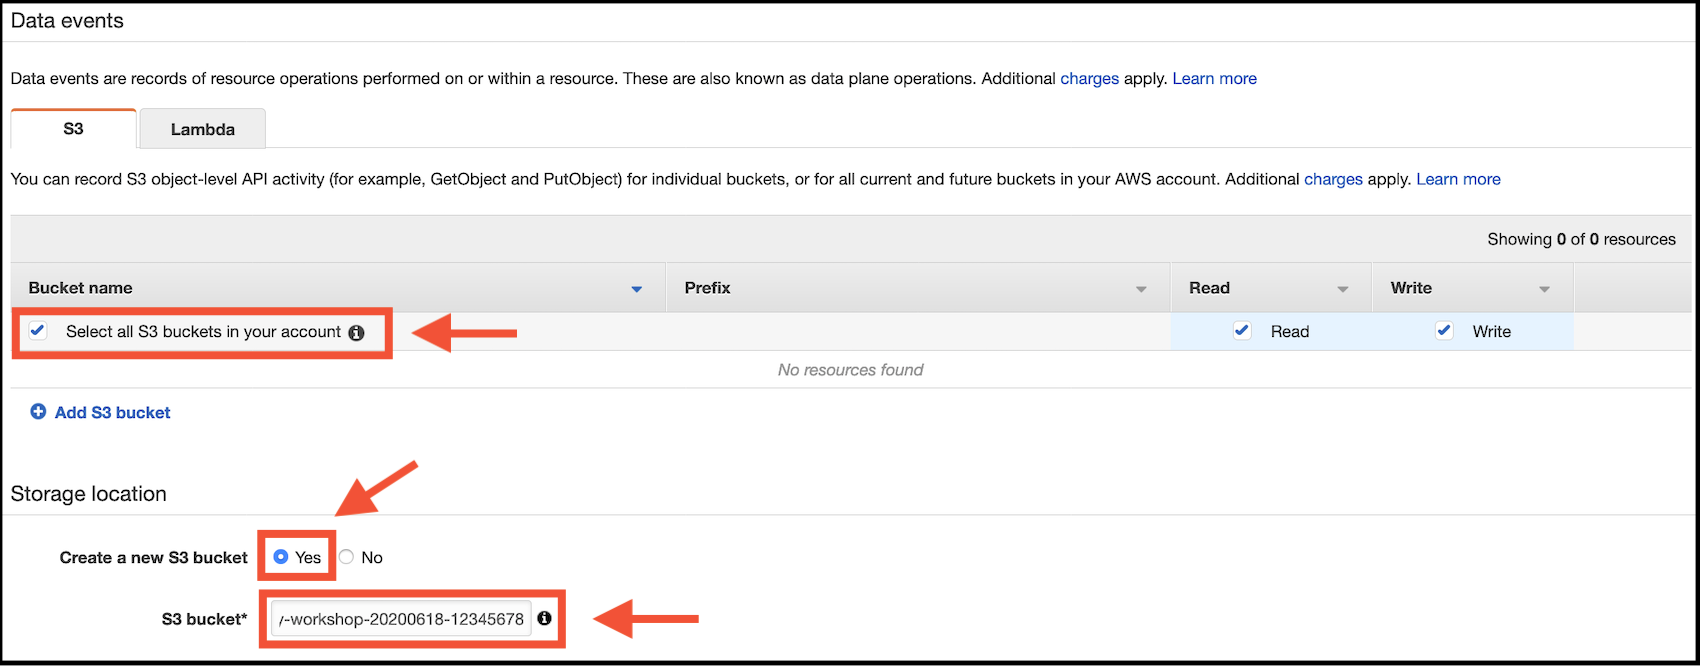 Data events
Data events are records of resource operations performed on or within a resource. These are also known as data plane operations. Additional charges apply. Learn more
S3 Lambda
You can record S3 object-level API activity (for example, GetObject and PutObject) for individual buckets, or for all current and future buckets in your AWS account. Additional charges apply. Learn more
Showing 0 of 0 resources
Bucket name Prefix Read Write
Select all S3 buckets in your account Read Write
No resources found
Add S3 bucket
Storage location
Create a new S3 bucket Yes No
S3 bucket* -workshop-20200618-12345678